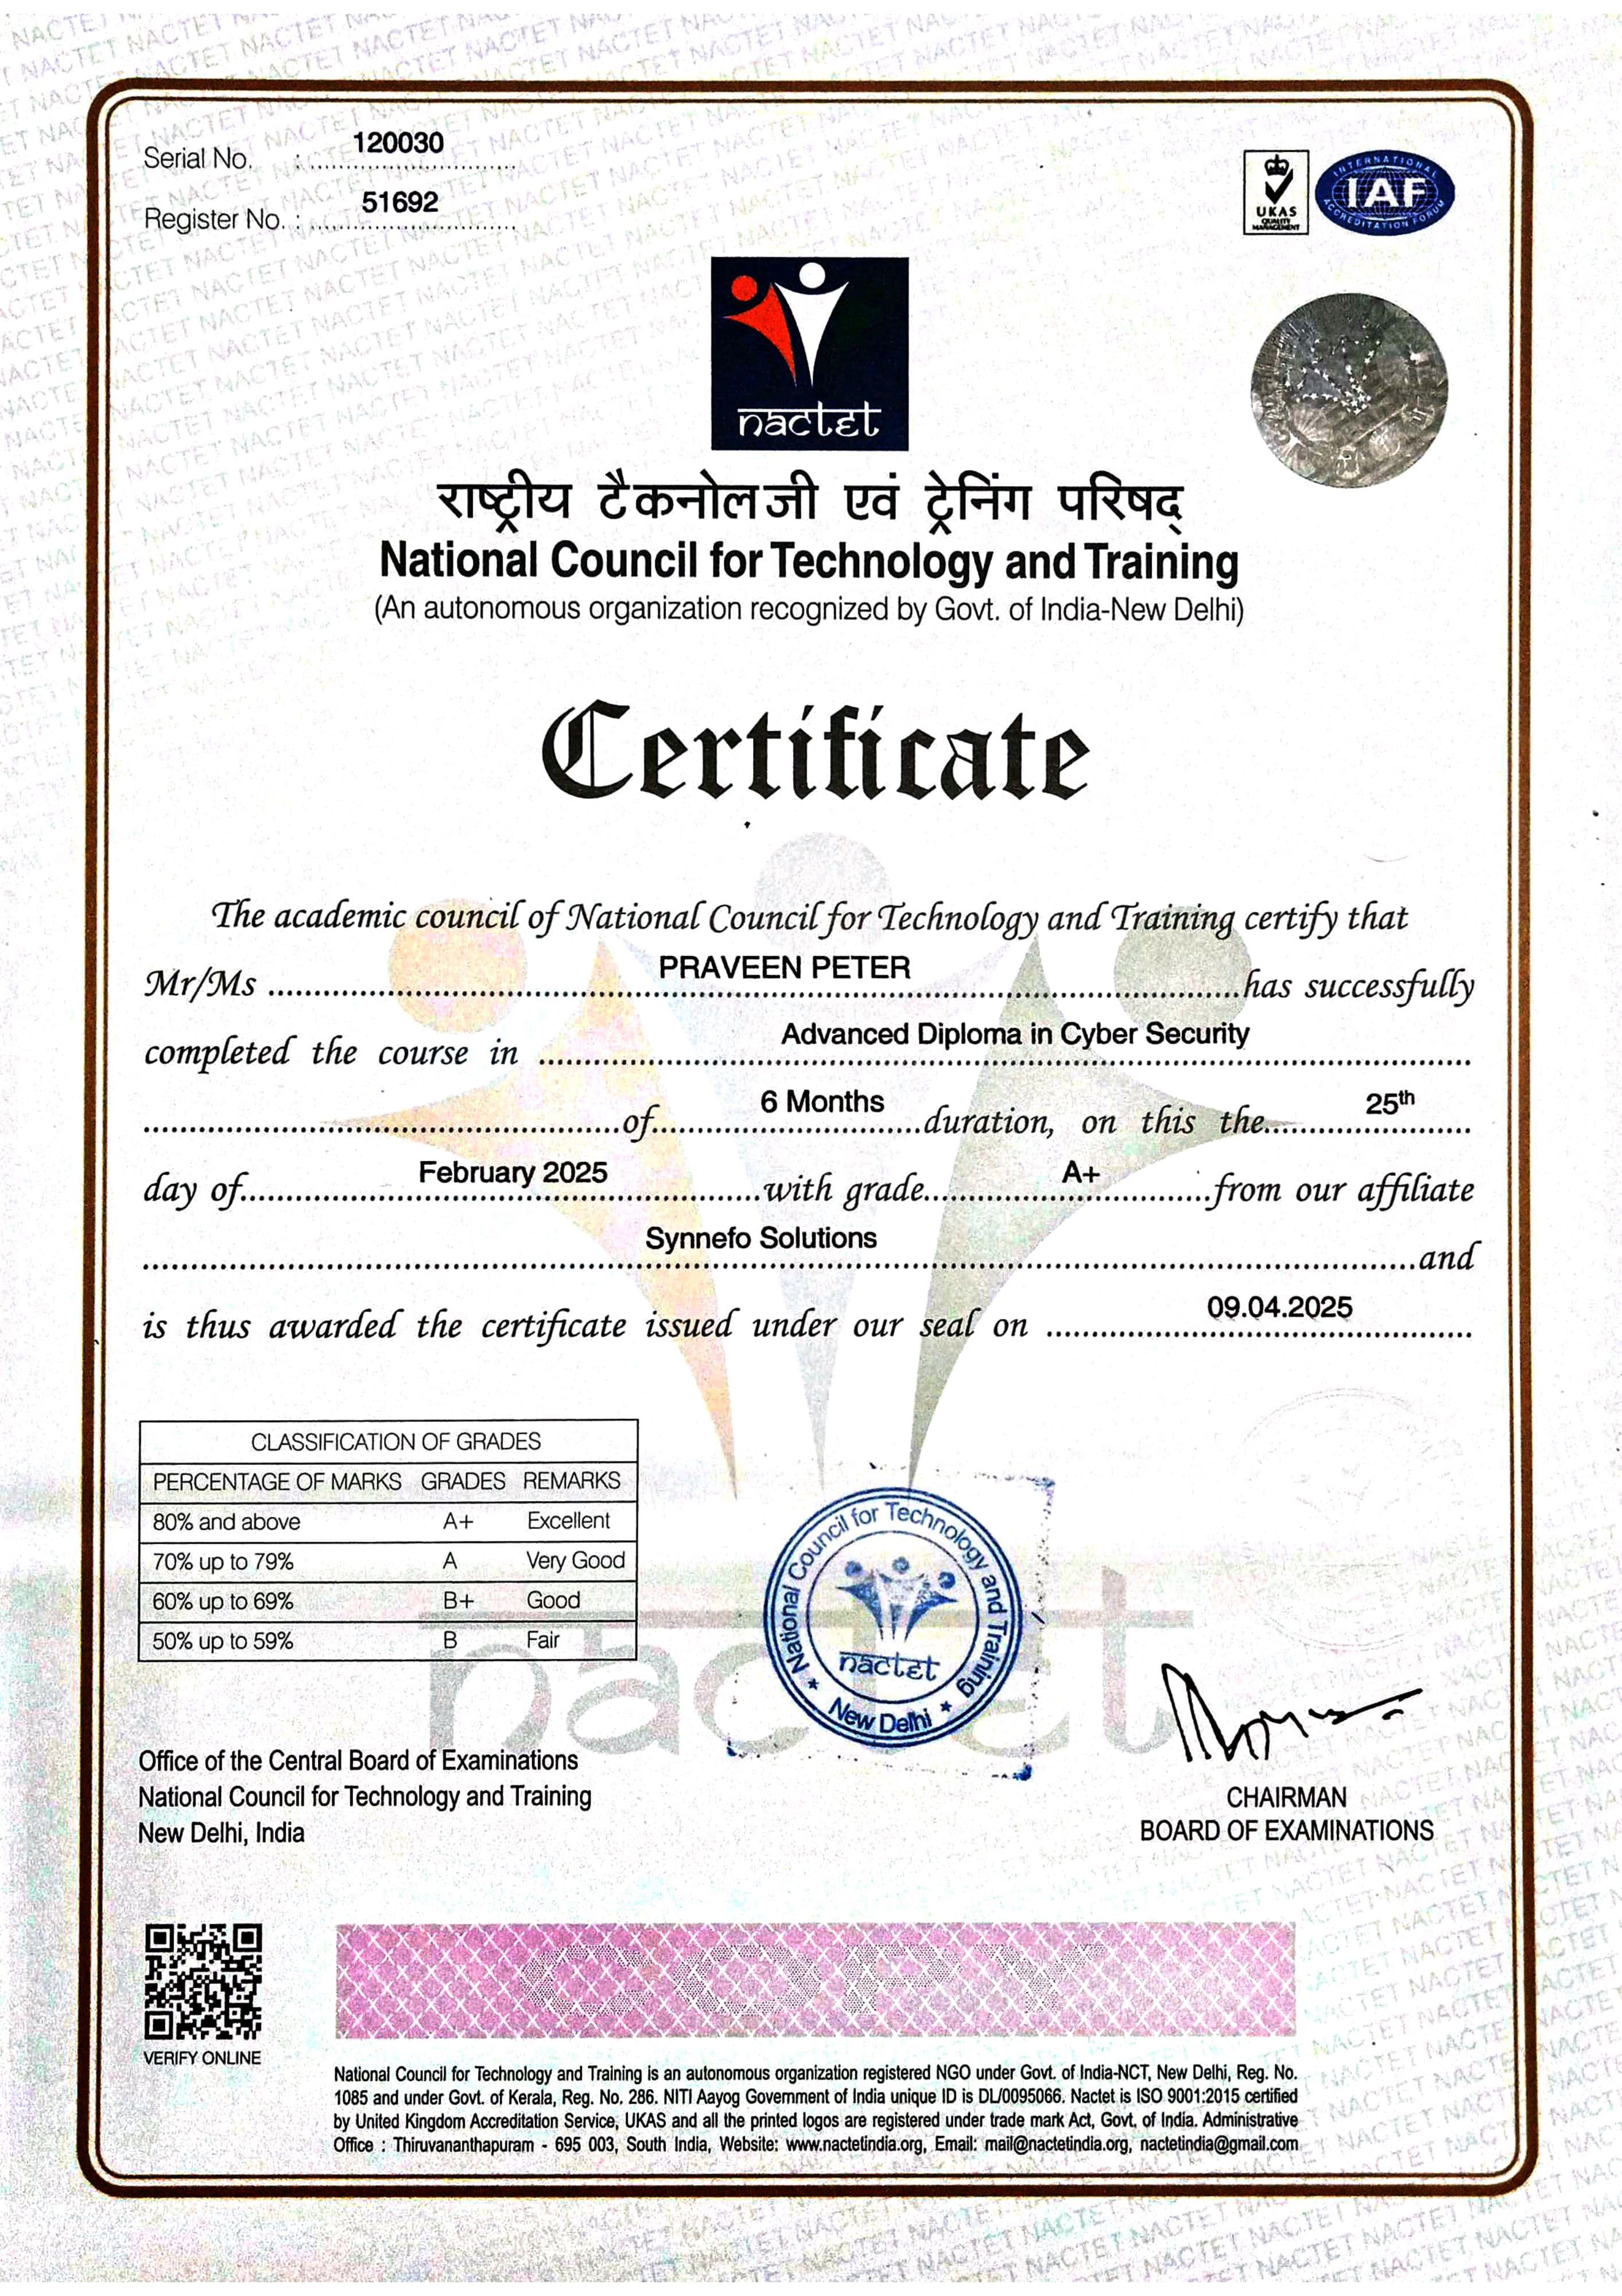 Serial No. : 120030
Register No. : 51692
UKAS
QUALITY
MANAGEMENT
INTERNATIONAL
IAF
ACCREDITATION FORUM
nactet
राष्ट्रीय टैकनोलजी एवं ट्रेनिंग परिषद्
National Council for Technology and Training
(An autonomous organization recognized by Govt. of India-New Delhi)
Certificate
The academic council of National Council for Technology and Training certify that
Mr/Ms PRAVEEN PETER has successfully
completed the course in Advanced Diploma in Cyber Security
of 6 Months duration, on this the 25th
day of February 2025 with grade A+ from our affiliate
Synnefo Solutions and
is thus awarded the certificate issued under our seal on 09.04.2025
CLASSIFICATION OF GRADES
PERCENTAGE OF MARKS GRADES REMARKS
80% and above A+ Excellent
70% up to 79% A Very Good
60% up to 69% B+ Good
50% up to 59% B Fair
National Council for Technology and Training
nactet
New Delhi
nactet
Office of the Central Board of Examinations
National Council for Technology and Training
New Delhi, India
CHAIRMAN
BOARD OF EXAMINATIONS
VERIFY ONLINE
COPY
National Council for Technology and Training is an autonomous organization registered NGO under Govt. of India-NCT, New Delhi, Reg. No.
1085 and under Govt. of Kerala, Reg. No. 286. NITI Aayog Government of India unique ID is DL/0095066. Nactet is ISO 9001:2015 certified
by United Kingdom Accreditation Service, UKAS and all the printed logos are registered under trade mark Act, Govt. of India. Administrative
Office : Thiruvananthapuram - 695 003, South India, Website: www.nactetindia.org, Email: mail@nactetindia.org, nactetindia@gmail.com